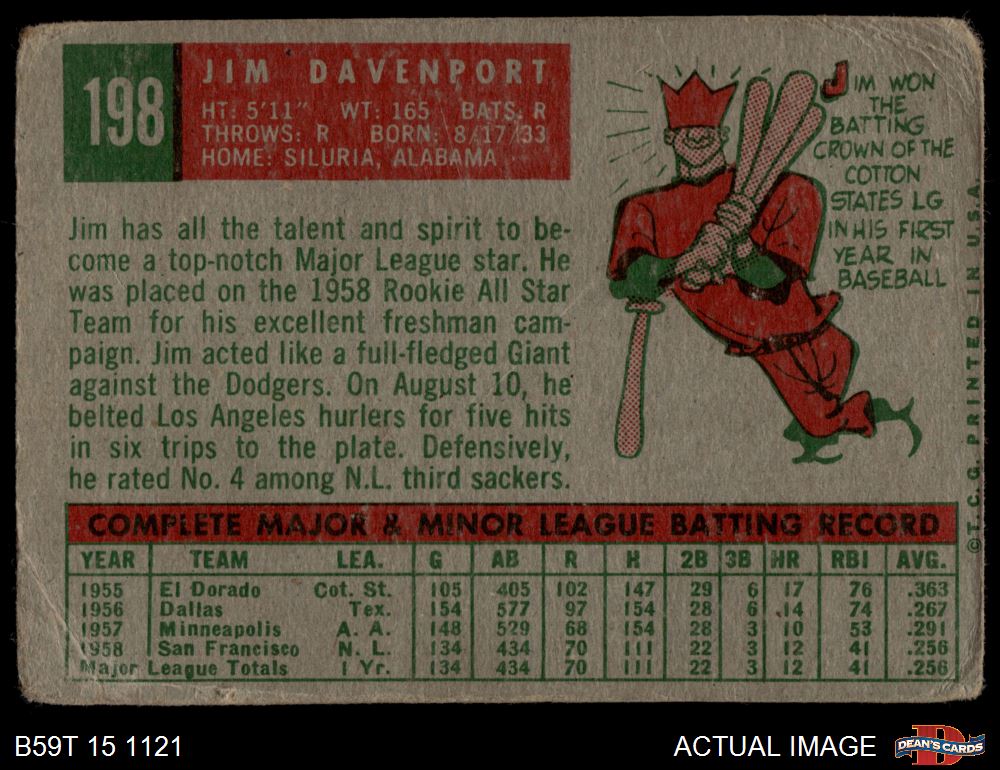 198
JIM DAVENPORT
HT: 5'11" WT: 165 BATS: R
THROWS: R BORN: 8/17/33
HOME: SILURIA, ALABAMA
JIM WON
THE
BATTING
CROWN OF THE
COTTON
STATES LG
IN HIS FIRST
YEAR IN
BASEBALL
Jim has all the talent and spirit to be-
come a top-notch Major League star. He
was placed on the 1958 Rookie All Star
Team for his excellent freshman cam-
paign. Jim acted like a full-fledged Giant
against the Dodgers. On August 10, he
belted Los Angeles hurlers for five hits
in six trips to the plate. Defensively,
he rated No. 4 among N.L. third sackers.
©T.C.G. PRINTED IN U.S.A.
COMPLETE MAJOR & MINOR LEAGUE BATTING RECORD
YEAR TEAM LEA. G AB R H 2B 3B HR RBI AVG.
1955 El Dorado Cot. St. 105 405 102 147 29 6 17 76 .363
1956 Dallas Tex. 154 577 97 154 28 6 14 74 .267
1957 Minneapolis A. A. 148 529 68 154 28 3 10 53 .291
1958 San Francisco N. L. 134 434 70 111 22 3 12 41 .256
Major League Totals 1 Yr. 134 434 70 111 22 3 12 41 .256
B59T 15 1121
ACTUAL IMAGE
DEAN'S CARDS